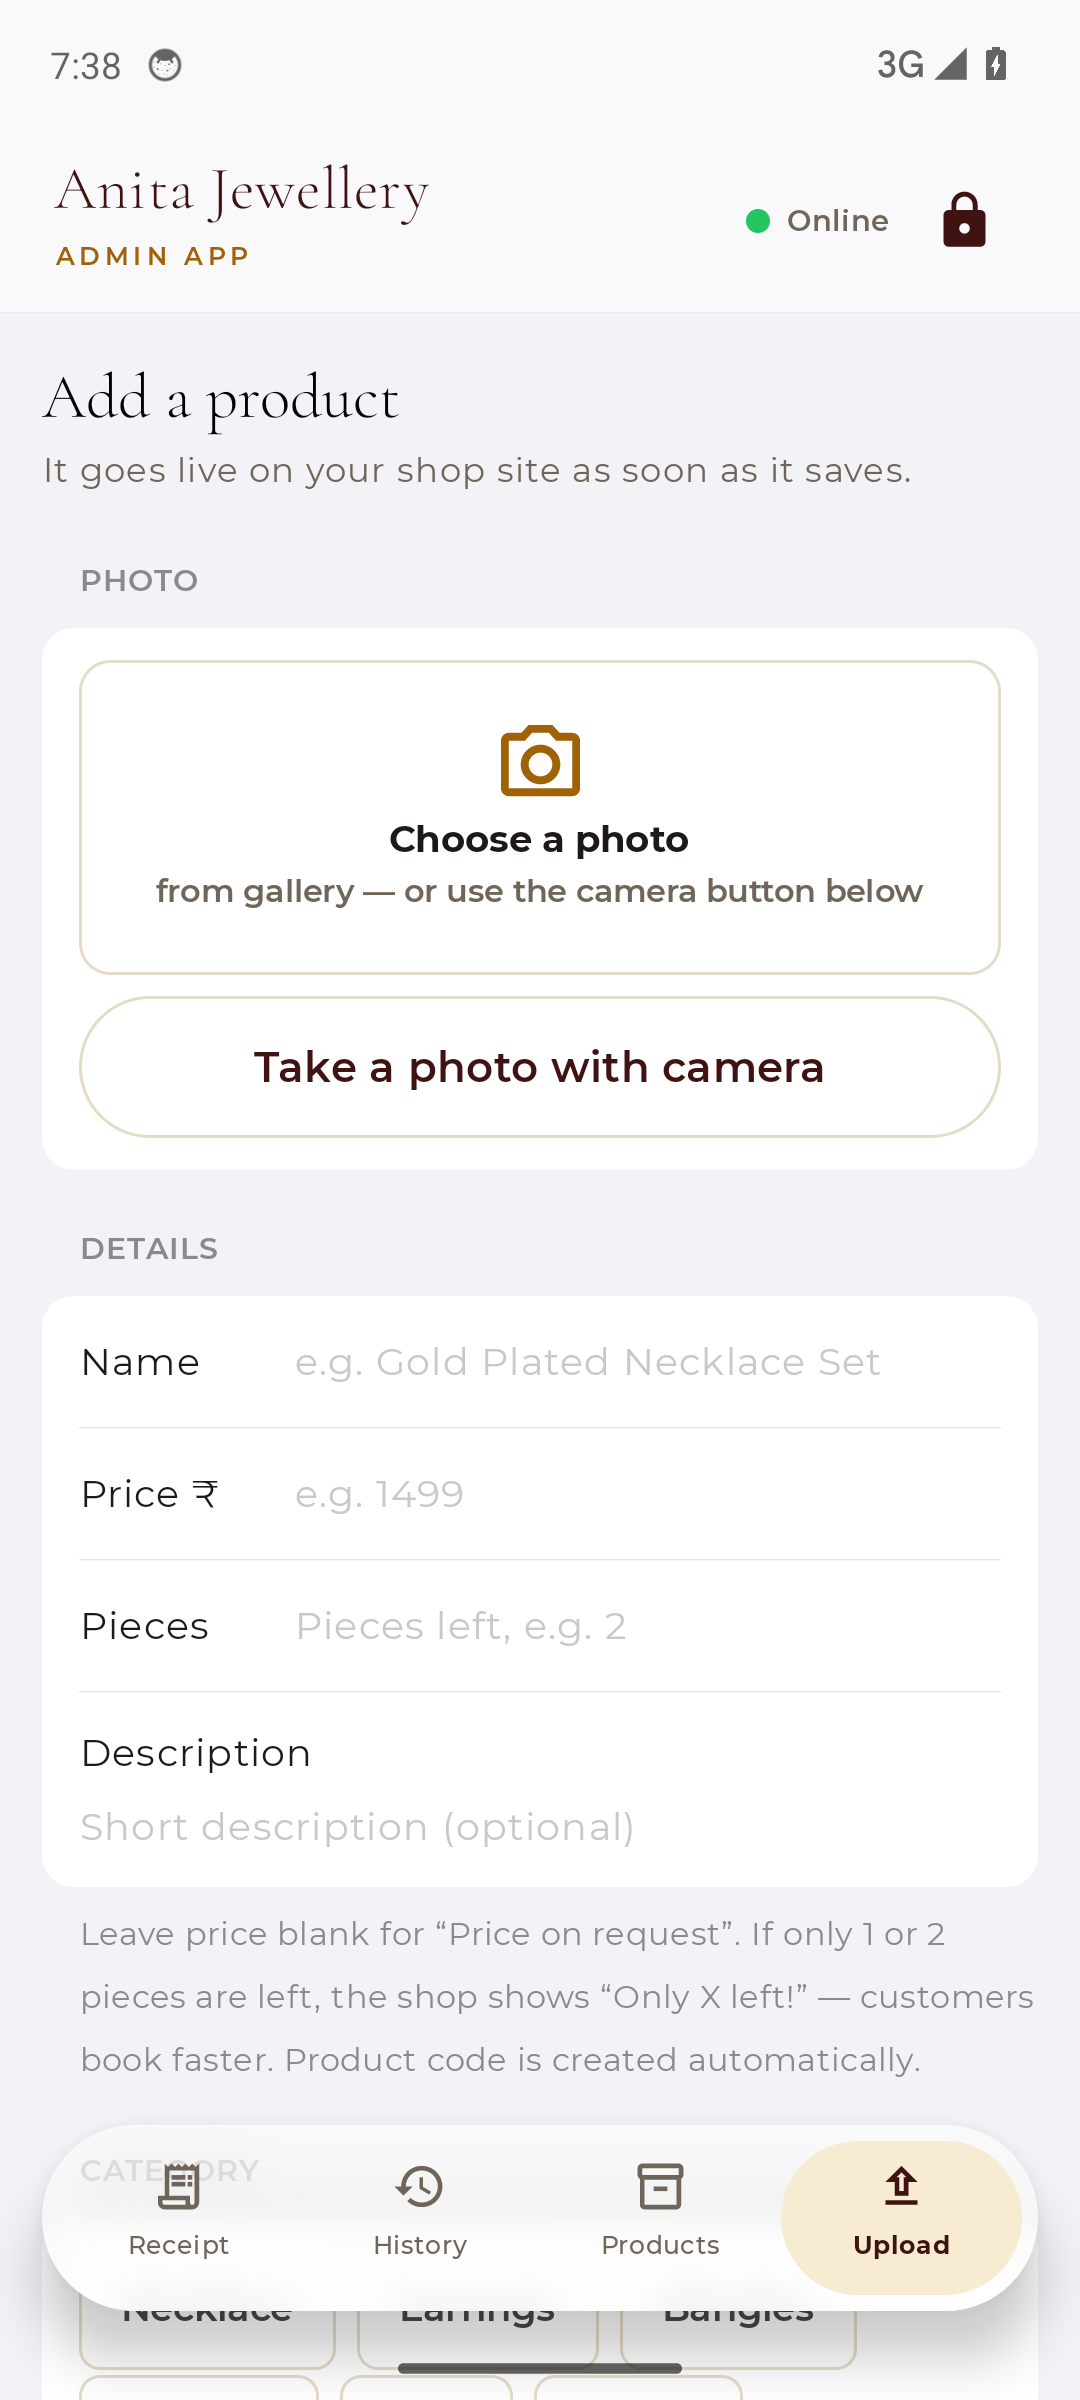 7:38
3G
Anita Jewellery
ADMIN APP
Online
Add a product
It goes live on your shop site as soon as it saves.
PHOTO
Choose a photo
from gallery — or use the camera button below
Take a photo with camera
DETAILS
Name e.g. Gold Plated Necklace Set
Price ₹ e.g. 1499
Pieces Pieces left, e.g. 2
Description
Short description (optional)
Leave price blank for “Price on request”. If only 1 or 2
pieces are left, the shop shows “Only X left!” — customers
book faster. Product code is created automatically.
CATEGORY
Receipt History Products Upload
Necklace Earrings Bangles